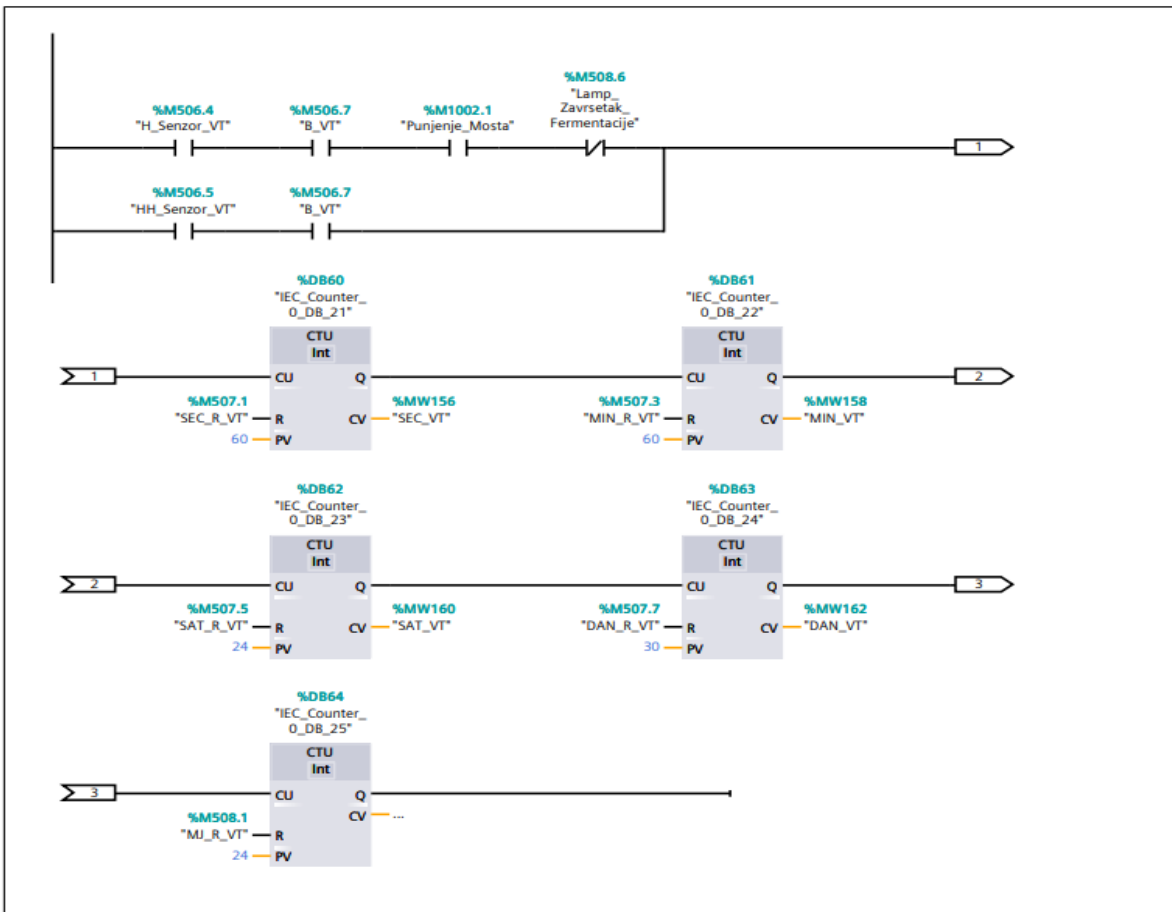 %M508.6
"Lamp_
Zavrsetak_
Fermentacije"
%M506.4
"H_Senzor_VT"
%M506.7
"B_VT"
%M1002.1
"Punjenje_Mosta"
1
%M506.5
"HH_Senzor_VT"
%M506.7
"B_VT"
%DB60
"IEC_Counter_
0_DB_21"
CTU
Int
%DB61
"IEC_Counter_
0_DB_22"
CTU
Int
1
CU Q
CU Q
2
%M507.1
"SEC_R_VT" R
CV %MW156
"SEC_VT"
60 PV
%M507.3
"MIN_R_VT" R
CV %MW158
"MIN_VT"
60 PV
%DB62
"IEC_Counter_
0_DB_23"
CTU
Int
%DB63
"IEC_Counter_
0_DB_24"
CTU
Int
2
CU Q
CU Q
3
%M507.5
"SAT_R_VT" R
CV %MW160
"SAT_VT"
24 PV
%M507.7
"DAN_R_VT" R
CV %MW162
"DAN_VT"
30 PV
%DB64
"IEC_Counter_
0_DB_25"
CTU
Int
3
CU Q
CV ...
%M508.1
"MJ_R_VT" R
24 PV